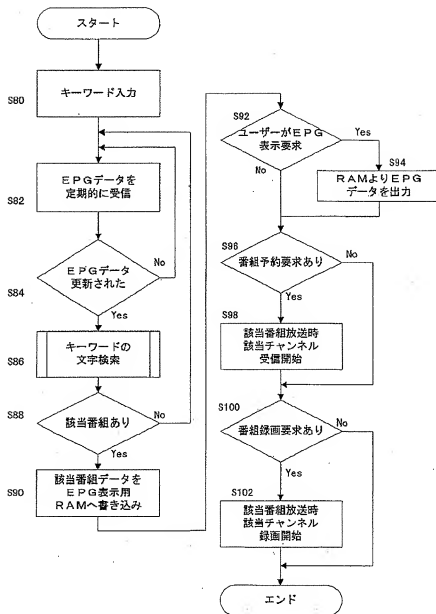 スタート
S80
キーワード入力
S82
ＥＰＧデータを
定期的に受信
S84
ＥＰＧデータ
更新された
No
Yes
S86
キーワードの
文字検索
S88
該当番組あり
No
Yes
S90
該当番組データを
ＥＰＧ表示用
ＲＡＭへ書き込み
S92
ユーザーがＥＰＧ
表示要求
Yes
No
S94
ＲＡＭよりＥＰＧ
データを出力
S96
番組予約要求あり
No
Yes
S98
該当番組放送時
該当チャンネル
受信開始
S100
番組録画要求あり
No
Yes
S102
該当番組放送時
該当チャンネル
録画開始
エンド